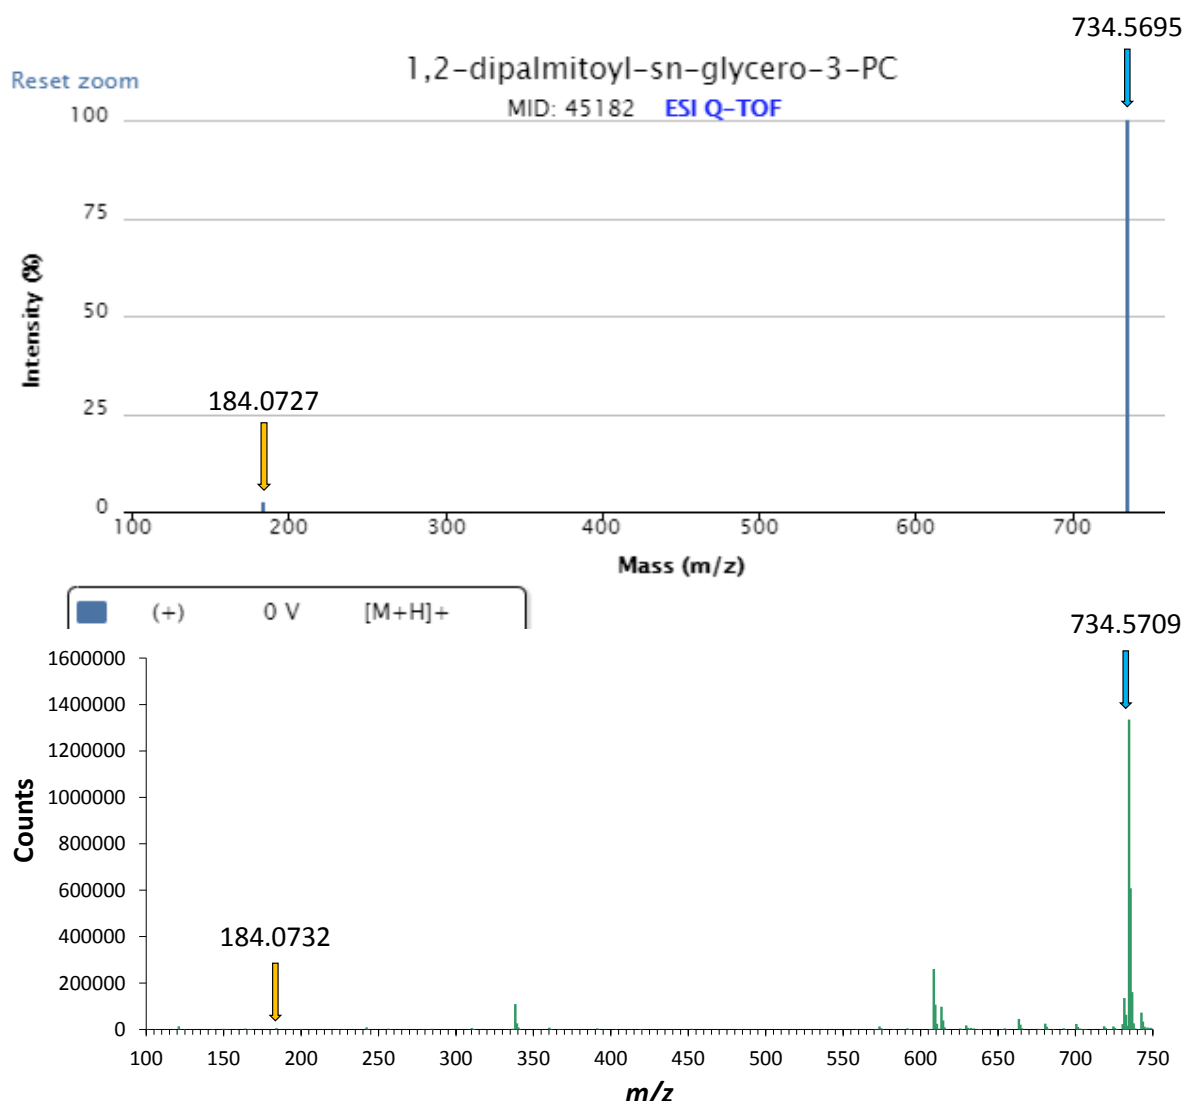 734.5695
Reset zoom
1,2-dipalmitoyl-sn-glycero-3-PC
MID: 45182 ESI Q-TOF
100
75
50
25
0
Intensity (%)
184.0727
100 200 300 400 500 600 700
Mass (m/z)
(+) 0 V [M+H]+
734.5709
1600000
1400000
1200000
1000000
800000
600000
400000
200000
0
Counts
184.0732
100 150 200 250 300 350 400 450 500 550 600 650 700 750
m/z